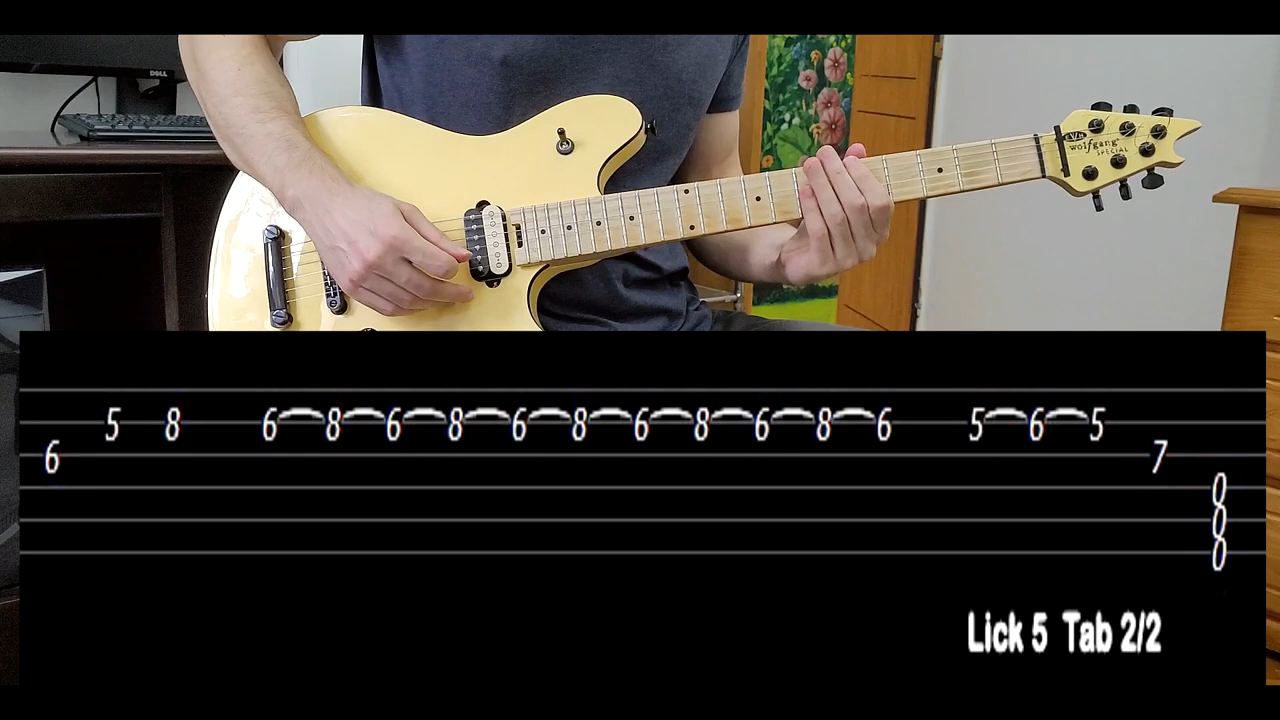 DELL
EVH
wolfgang
SPECIAL
5 8 6 8 6 8 6 8 6 8 6 8 6 5 6 5
6 7
0
0
0
Lick 5 Tab 2/2